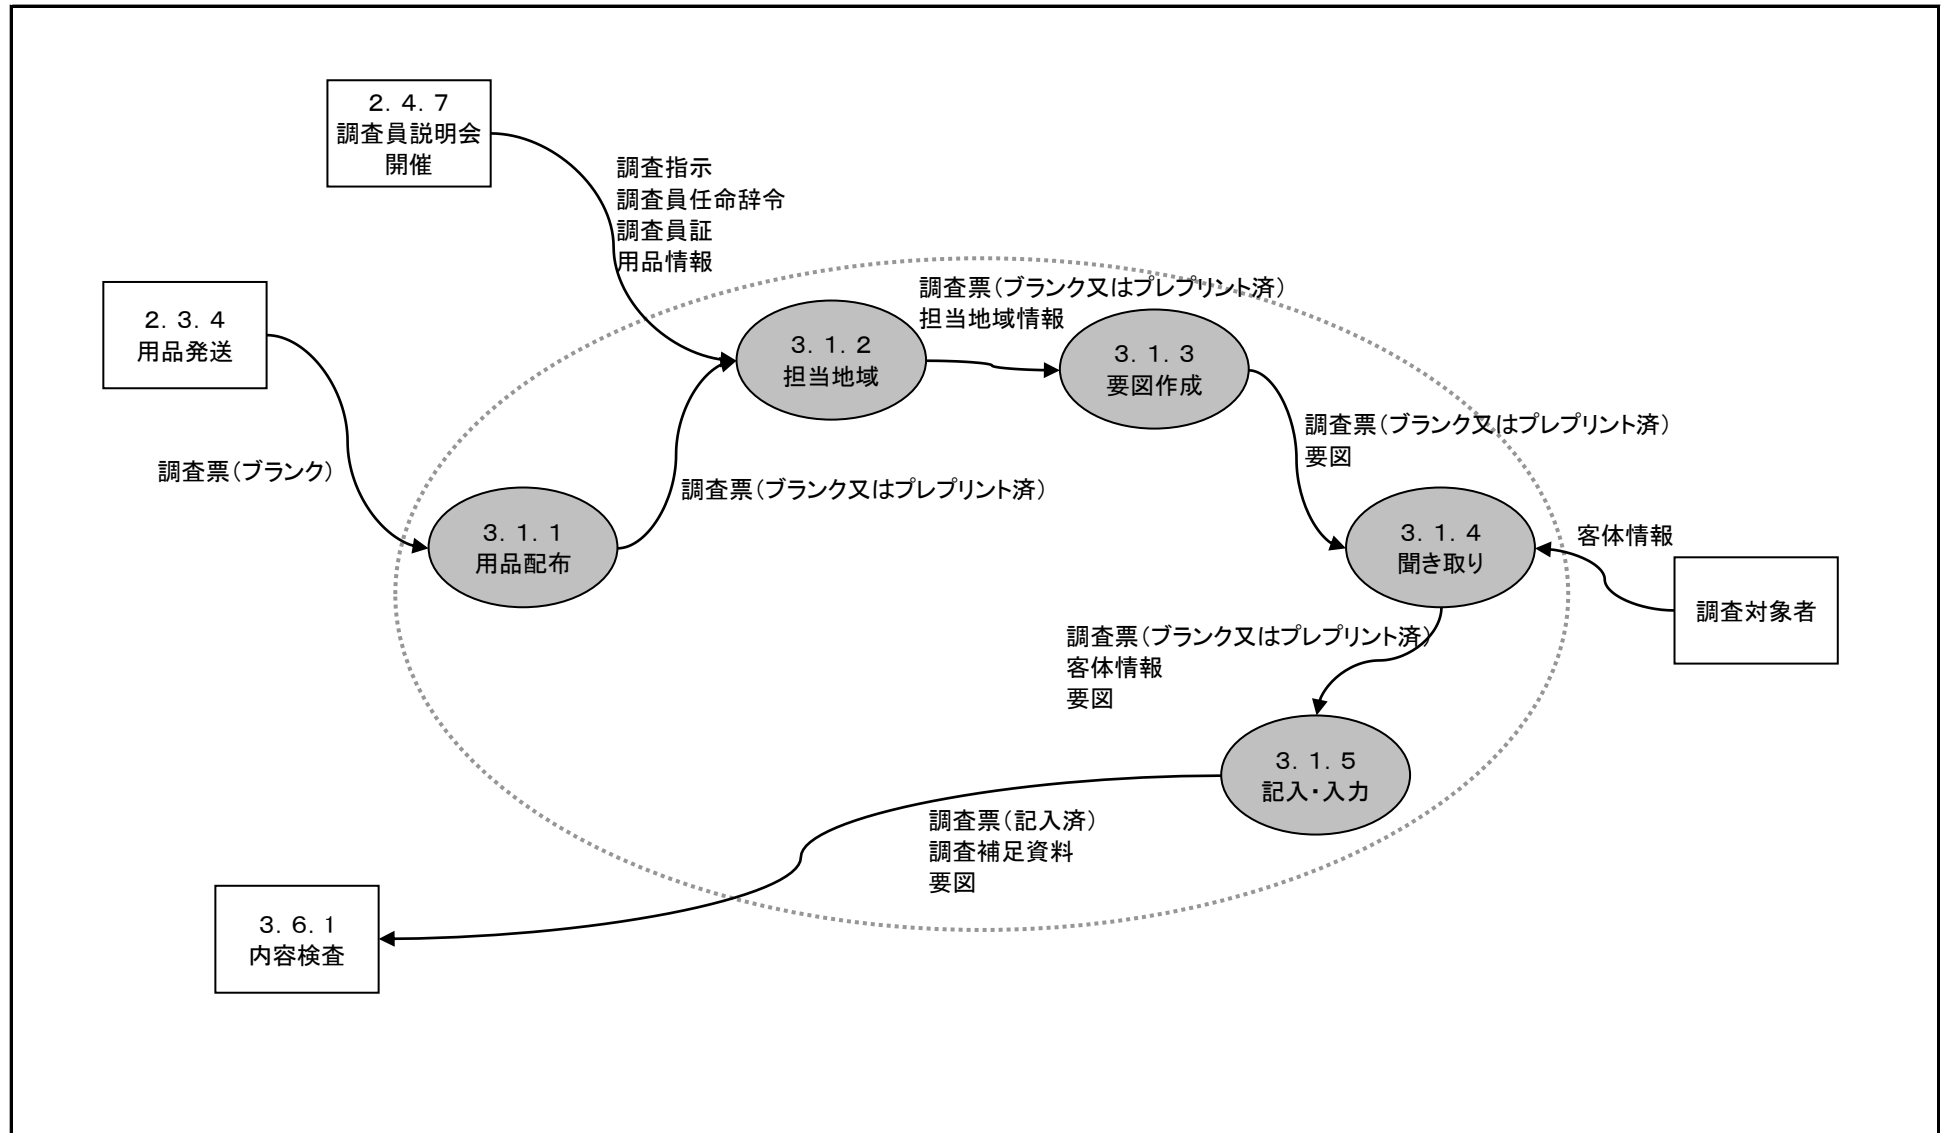 ２．４．７
調査員説明会
開催
調査指示
調査員任命辞令
調査員証
用品情報
２．３．４
用品発送
調査票（ブランク又はプレプリント済）
担当地域情報
３．１．２
担当地域
３．１．３
要図作成
調査票（ブランク又はプレプリント済）
要図
調査票（ブランク）
調査票（ブランク又はプレプリント済）
３．１．１
用品配布
３．１．４
聞き取り
客体情報
調査対象者
調査票（ブランク又はプレプリント済）
客体情報
要図
３．１．５
記入・入力
調査票（記入済）
調査補足資料
要図
３．６．１
内容検査